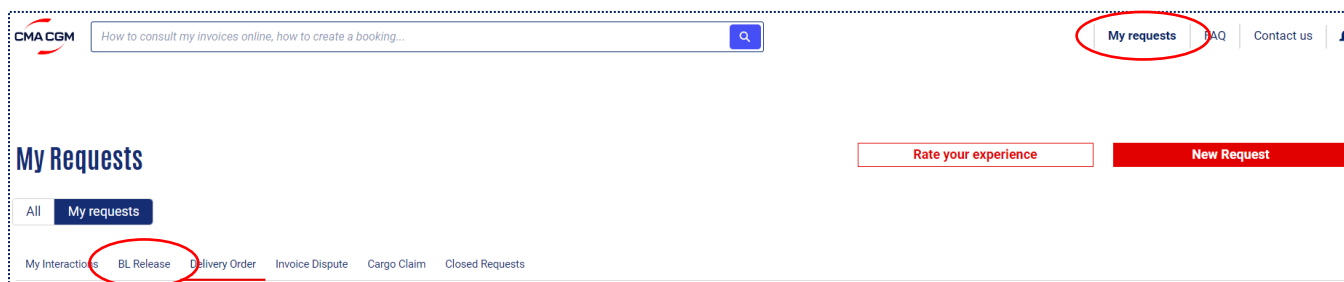 CMA CGM
How to consult my invoices online, how to create a booking...
My requests
FAQ
Contact us
My Requests
Rate your experience
New Request
All
My requests
My Interactions
BL Release
Delivery Order
Invoice Dispute
Cargo Claim
Closed Requests